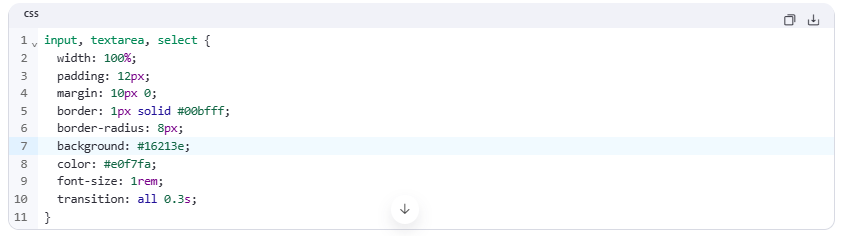 css
1 input, textarea, select {
2 width: 100%;
3 padding: 12px;
4 margin: 10px 0;
5 border: 1px solid #00bfff;
6 border-radius: 8px;
7 background: #16213e;
8 color: #e0f7fa;
9 font-size: 1rem;
10 transition: all 0.3s;
11 }